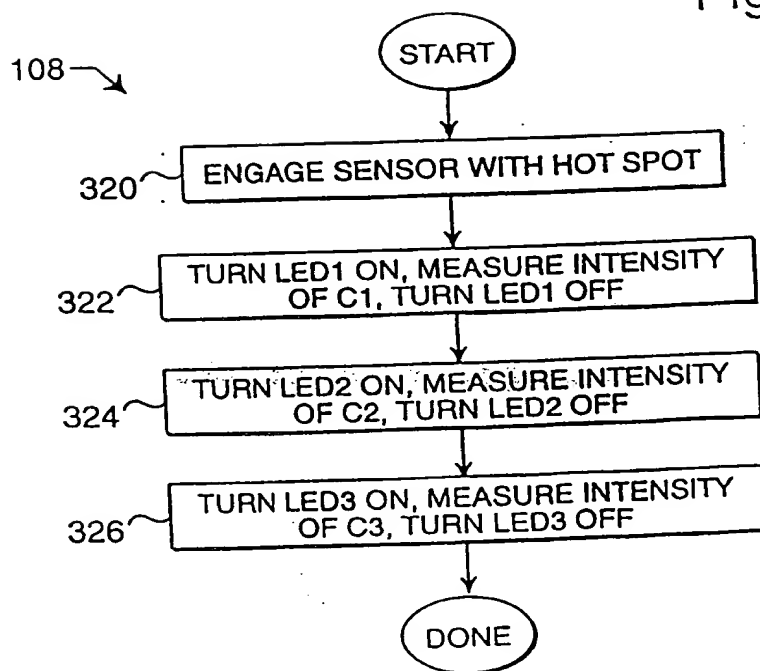 Fig
START
108
ENGAGE SENSOR WITH HOT SPOT
320
TURN LED1 ON, MEASURE INTENSITY
OF C1, TURN LED1 OFF
322
TURN LED2 ON, MEASURE INTENSITY
OF C2, TURN LED2 OFF
324
TURN LED3 ON, MEASURE INTENSITY
OF C3, TURN LED3 OFF
326
DONE